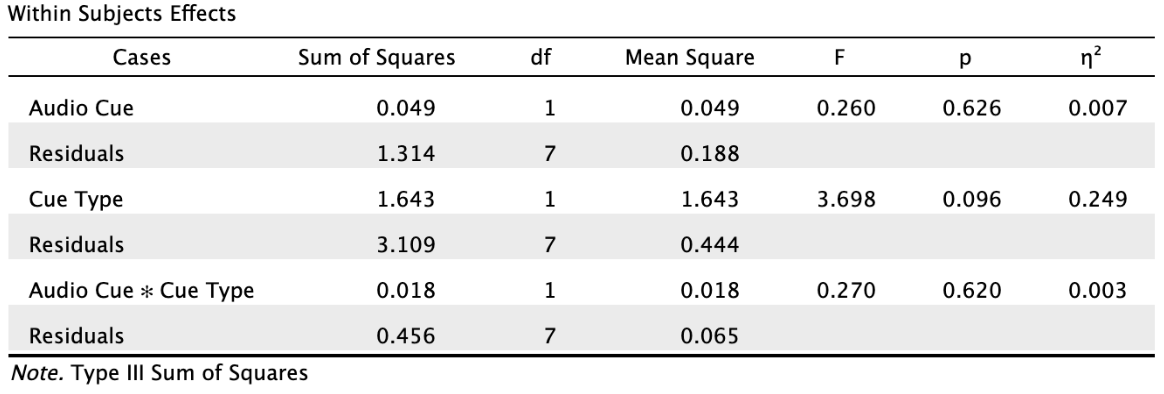 Within Subjects Effects
Cases Sum of Squares df Mean Square F p η²
Audio Cue 0.049 1 0.049 0.260 0.626 0.007
Residuals 1.314 7 0.188
Cue Type 1.643 1 1.643 3.698 0.096 0.249
Residuals 3.109 7 0.444
Audio Cue ∗ Cue Type 0.018 1 0.018 0.270 0.620 0.003
Residuals 0.456 7 0.065
Note. Type III Sum of Squares